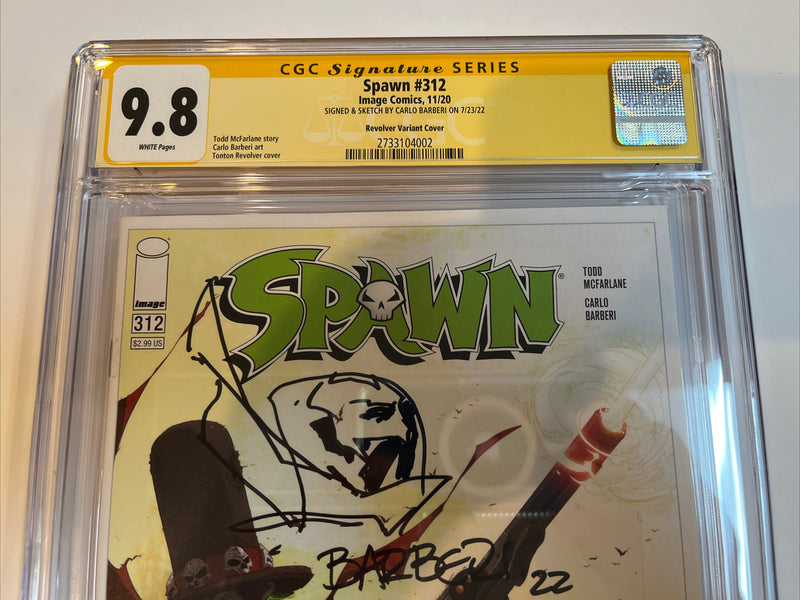 CGC Signature SERIES
9.8
WHITE Pages
Spawn #312
Image Comics, 11/20
SIGNED & SKETCH BY CARLO BARBERI ON 7/23/22
Todd McFarlane story
Carlo Barberi art
Tonton Revolver cover
Revolver Variant Cover
2733104002
image
312
$2.99 US
SPAWN®
TODD
MCFARLANE
CARLO
BARBERI
BARBERI 22